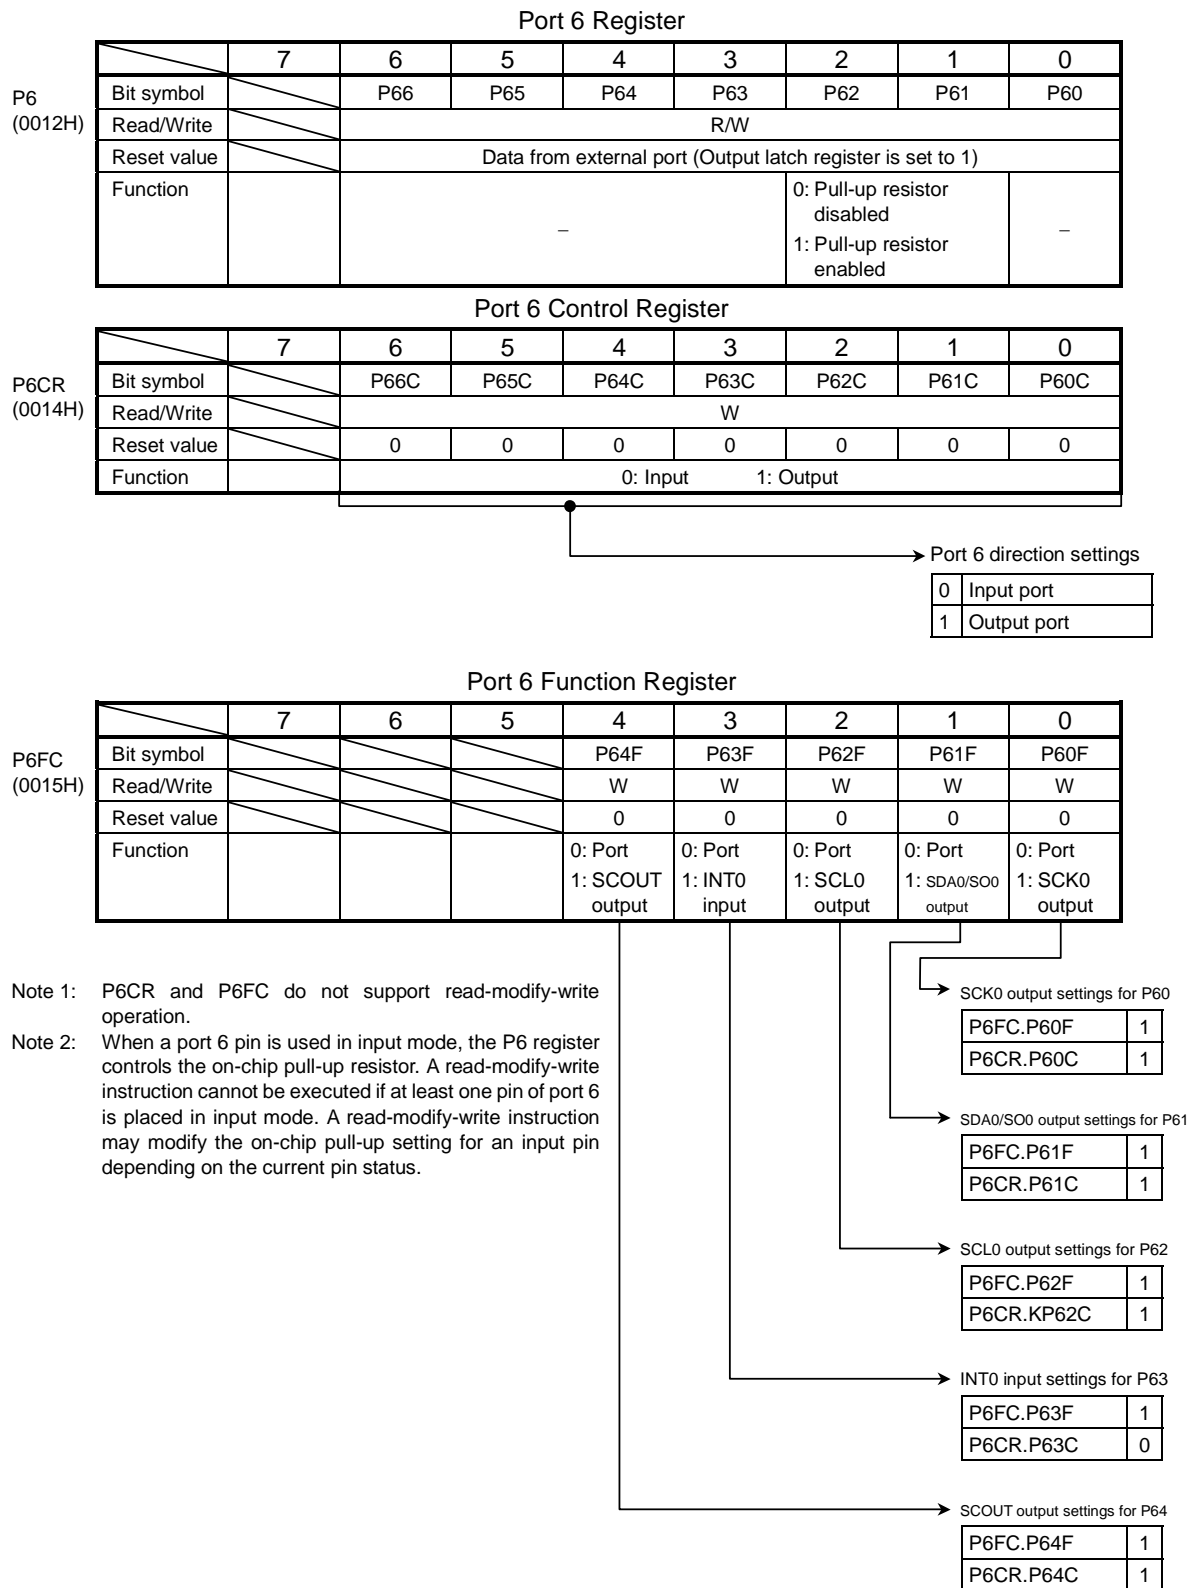 Port 6 Register
7 6 5 4 3 2 1 0
P6
(0012H)
Bit symbol P66 P65 P64 P63 P62 P61 P60
Read/Write R/W
Reset value Data from external port (Output latch register is set to 1)
Function – 0: Pull-up resistor disabled 1: Pull-up resistor enabled –
Port 6 Control Register
7 6 5 4 3 2 1 0
P6CR
(0014H)
Bit symbol P66C P65C P64C P63C P62C P61C P60C
Read/Write W
Reset value 0 0 0 0 0 0 0
Function 0: Input 1: Output
Port 6 direction settings
0 Input port
1 Output port
Port 6 Function Register
7 6 5 4 3 2 1 0
P6FC
(0015H)
Bit symbol P64F P63F P62F P61F P60F
Read/Write W W W W W
Reset value 0 0 0 0 0
Function 0: Port 0: Port 0: Port 0: Port 0: Port
1: SCOUT 1: INT0 1: SCL0 1: SDA0/SO0 1: SCK0
output input output output output
Note 1: P6CR and P6FC do not support read-modify-write
operation.
Note 2: When a port 6 pin is used in input mode, the P6 register
controls the on-chip pull-up resistor. A read-modify-write
instruction cannot be executed if at least one pin of port 6
is placed in input mode. A read-modify-write instruction
may modify the on-chip pull-up setting for an input pin
depending on the current pin status.
SCK0 output settings for P60
P6FC.P60F 1
P6CR.P60C 1
SDA0/SO0 output settings for P61
P6FC.P61F 1
P6CR.P61C 1
SCL0 output settings for P62
P6FC.P62F 1
P6CR.KP62C 1
INT0 input settings for P63
P6FC.P63F 1
P6CR.P63C 0
SCOUT output settings for P64
P6FC.P64F 1
P6CR.P64C 1